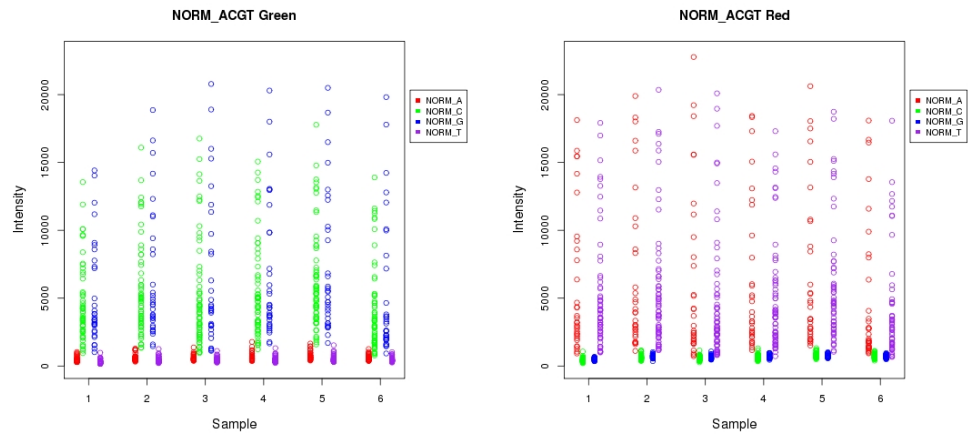 NORM_ACGT Green
Intensity
20000
15000
10000
5000
0
1 2 3 4 5 6
Sample
NORM_A
NORM_C
NORM_G
NORM_T
NORM_ACGT Red
Intensity
20000
15000
10000
5000
0
1 2 3 4 5 6
Sample
NORM_A
NORM_C
NORM_G
NORM_T